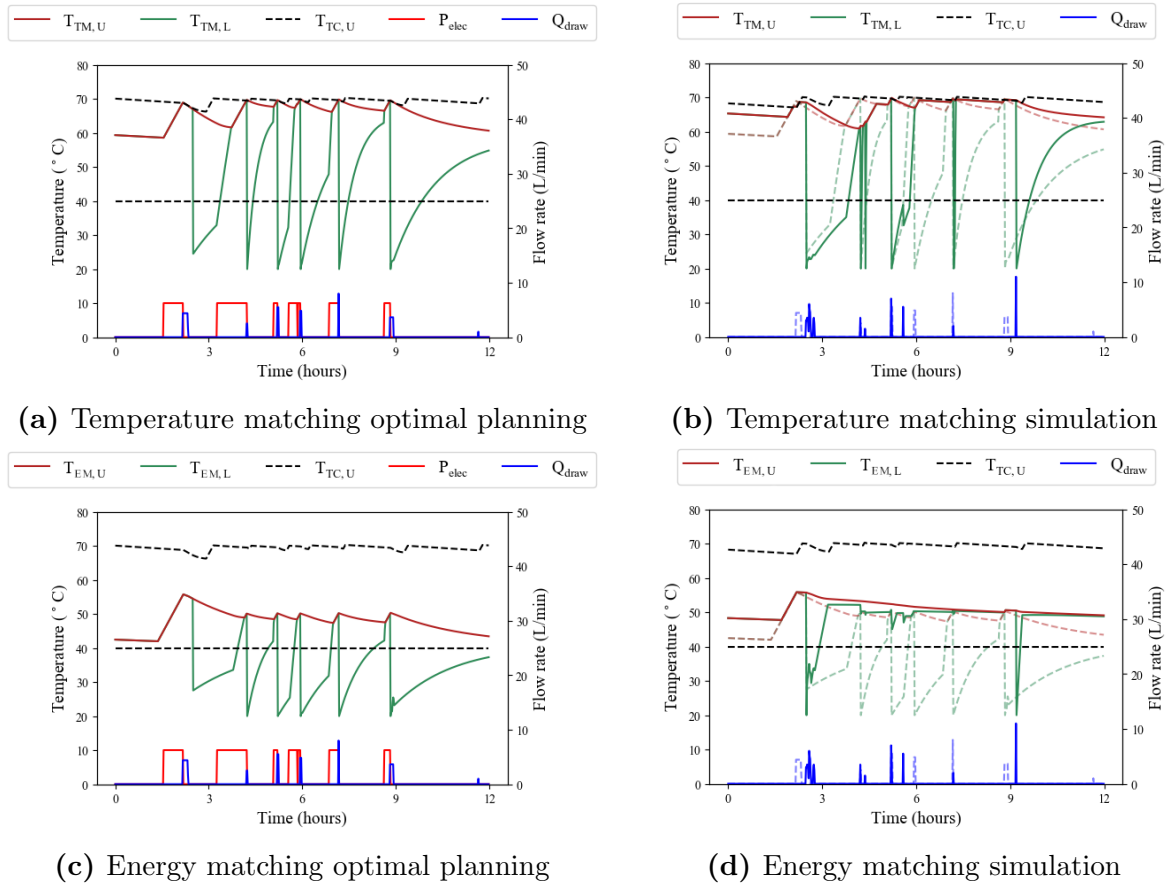 T_TM, U T_TM, L T_TC, U P_elec Q_draw
T_TM, U T_TM, L T_TC, U Q_draw
80 70 60 50 40 30 20 10 0
Temperature ( ° C)
50 40 30 20 10 0
Flow rate (L/min)
0 3 6 9 12
Time (hours)
80 70 60 50 40 30 20 10 0
Temperature ( ° C)
50 40 30 20 10 0
Flow rate (L/min)
0 3 6 9 12
Time (hours)
(a) Temperature matching optimal planning
(b) Temperature matching simulation
T_EM, U T_EM, L T_TC, U P_elec Q_draw
T_EM, U T_EM, L T_TC, U Q_draw
80 70 60 50 40 30 20 10 0
Temperature ( ° C)
50 40 30 20 10 0
Flow rate (L/min)
0 3 6 9 12
Time (hours)
80 70 60 50 40 30 20 10 0
Temperature ( ° C)
50 40 30 20 10 0
Flow rate (L/min)
0 3 6 9 12
Time (hours)
(c) Energy matching optimal planning
(d) Energy matching simulation